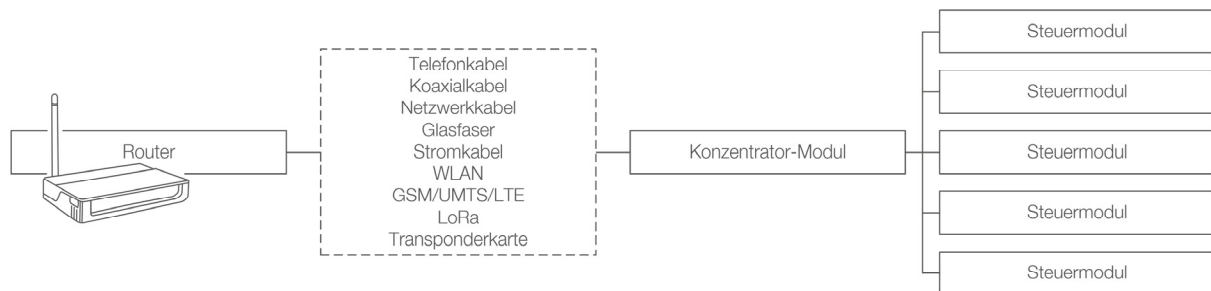 Router
Telefonkabel
Koaxialkabel
Netzwerkkabel
Glasfaser
Stromkabel
WLAN
GSM/UMTS/LTE
LoRa
Transponderkarte
Konzentrator-Modul
Steuermodul
Steuermodul
Steuermodul
Steuermodul
Steuermodul